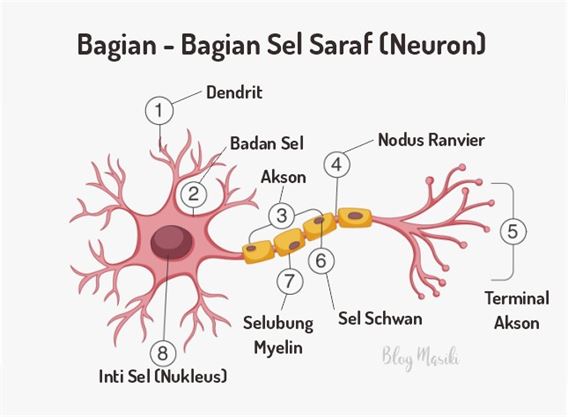 Bagian - Bagian Sel Saraf (Neuron)
1
Dendrit
2
Badan Sel
3
Akson
4
Nodus Ranvier
5
Terminal
Akson
6
Sel Schwan
7
Selubung
Myelin
8
Inti Sel (Nukleus)
Blog Masiki